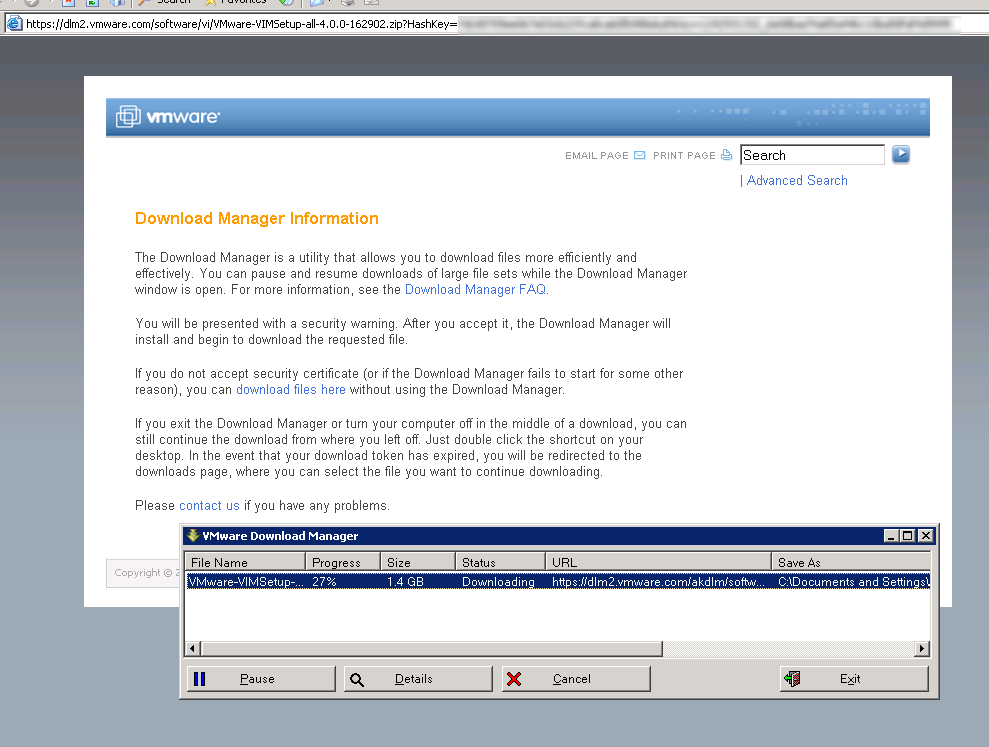 Search Favorites
https://dlm2.vmware.com/software/vi/VMware-VIMSetup-all-4.0.0-162902.zip?HashKey=
vmware
EMAIL PAGE PRINT PAGE Search
| Advanced Search
Download Manager Information
The Download Manager is a utility that allows you to download files more efficiently and
effectively. You can pause and resume downloads of large file sets while the Download Manager
window is open. For more information, see the Download Manager FAQ.
You will be presented with a security warning. After you accept it, the Download Manager will
install and begin to download the requested file.
If you do not accept security certificate (or if the Download Manager fails to start for some other
reason), you can download files here without using the Download Manager.
If you exit the Download Manager or turn your computer off in the middle of a download, you can
still continue the download from where you left off. Just double click the shortcut on your
desktop. In the event that your download token has expired, you will be redirected to the
downloads page, where you can select the file you want to continue downloading.
Please contact us if you have any problems.
Copyright ©
VMware Download Manager
File Name Progress Size Status URL Save As
VMware-VIMSetup-... 27% 1.4 GB Downloading https://dlm2.vmware.com/akdlm/softw... C:\Documents and Settings\
Pause Details Cancel Exit